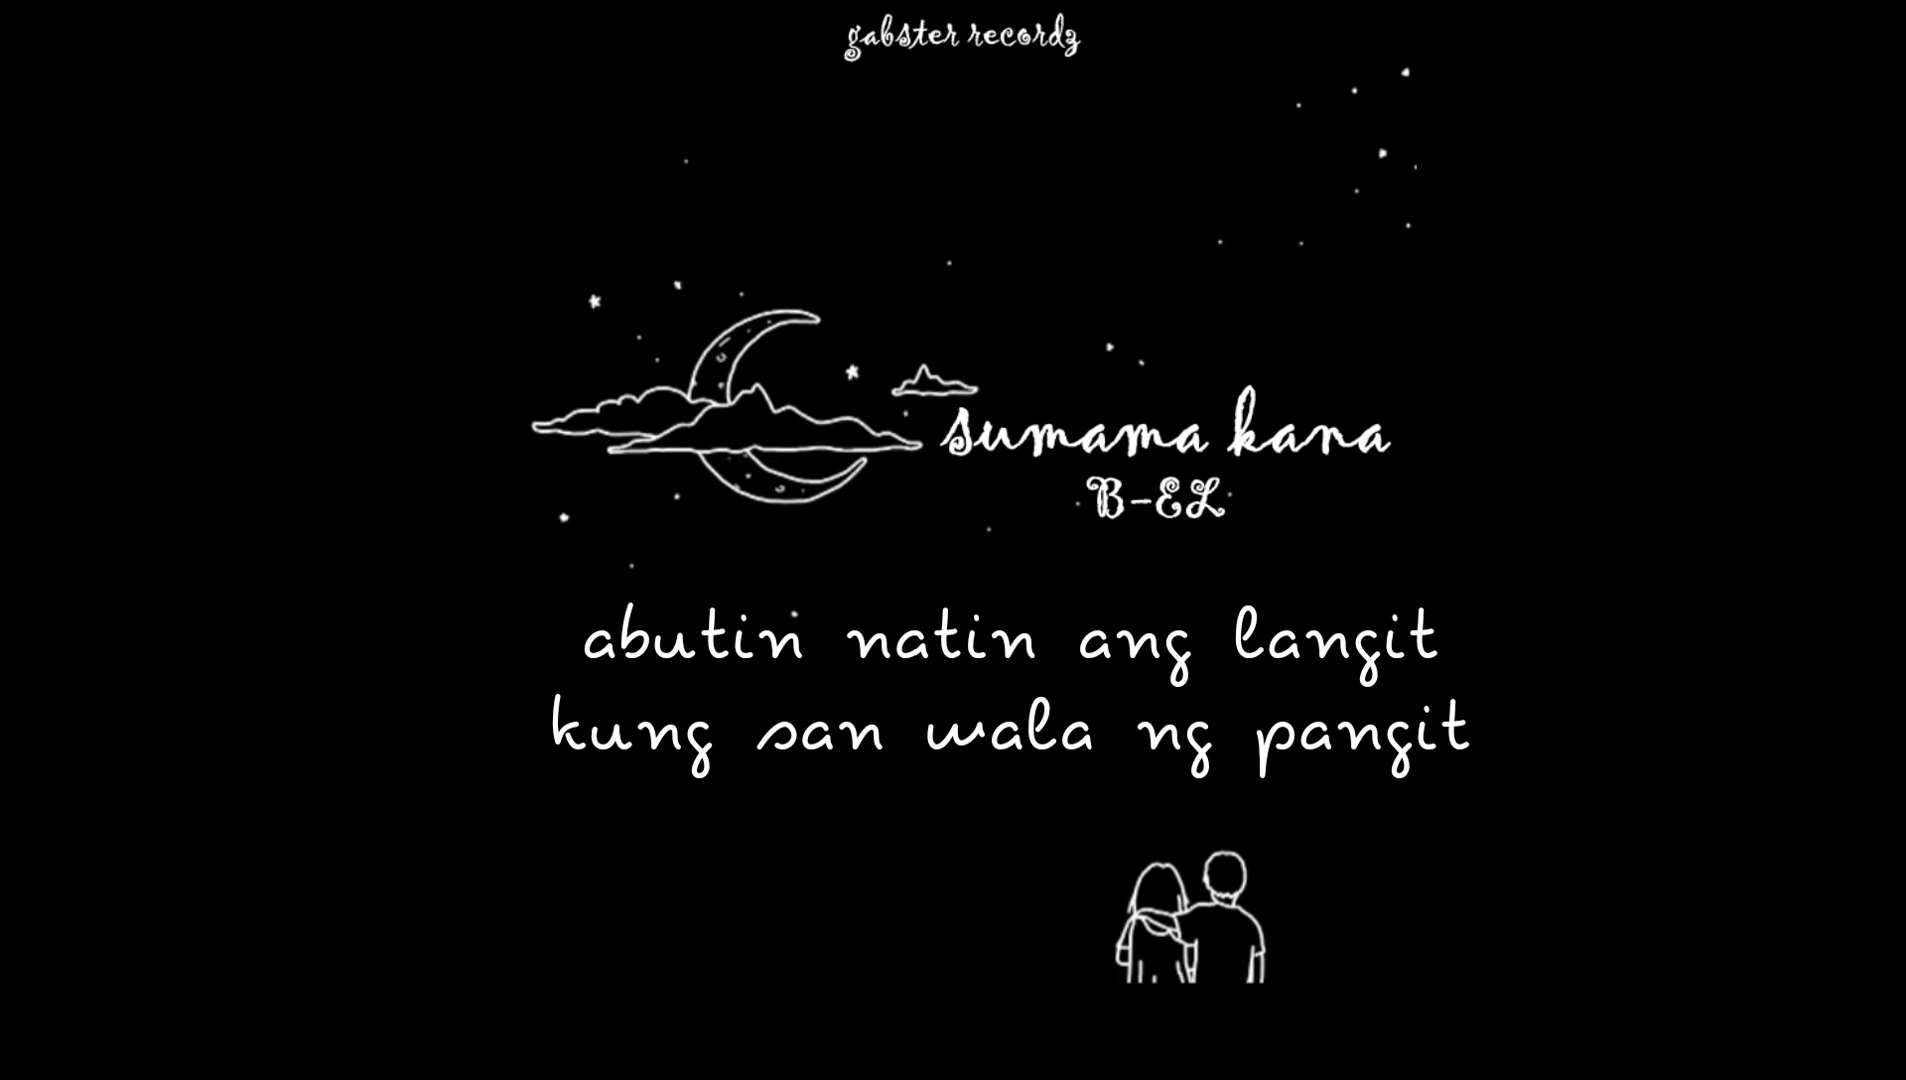 gabster recordz
sumama kana
B-EL
abutin natin ang langit
kung san wala ng pangit